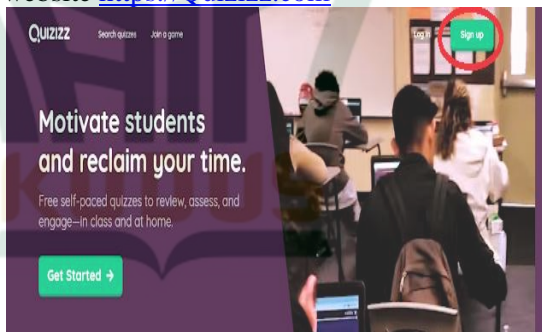 website https://Quizizz.com
QUIZIZZ Search quizzes Join a game Log in Sign up
Motivate students
and reclaim your time.
Free self-paced quizzes to review, assess, and
engage—in class and at home.
Get Started →